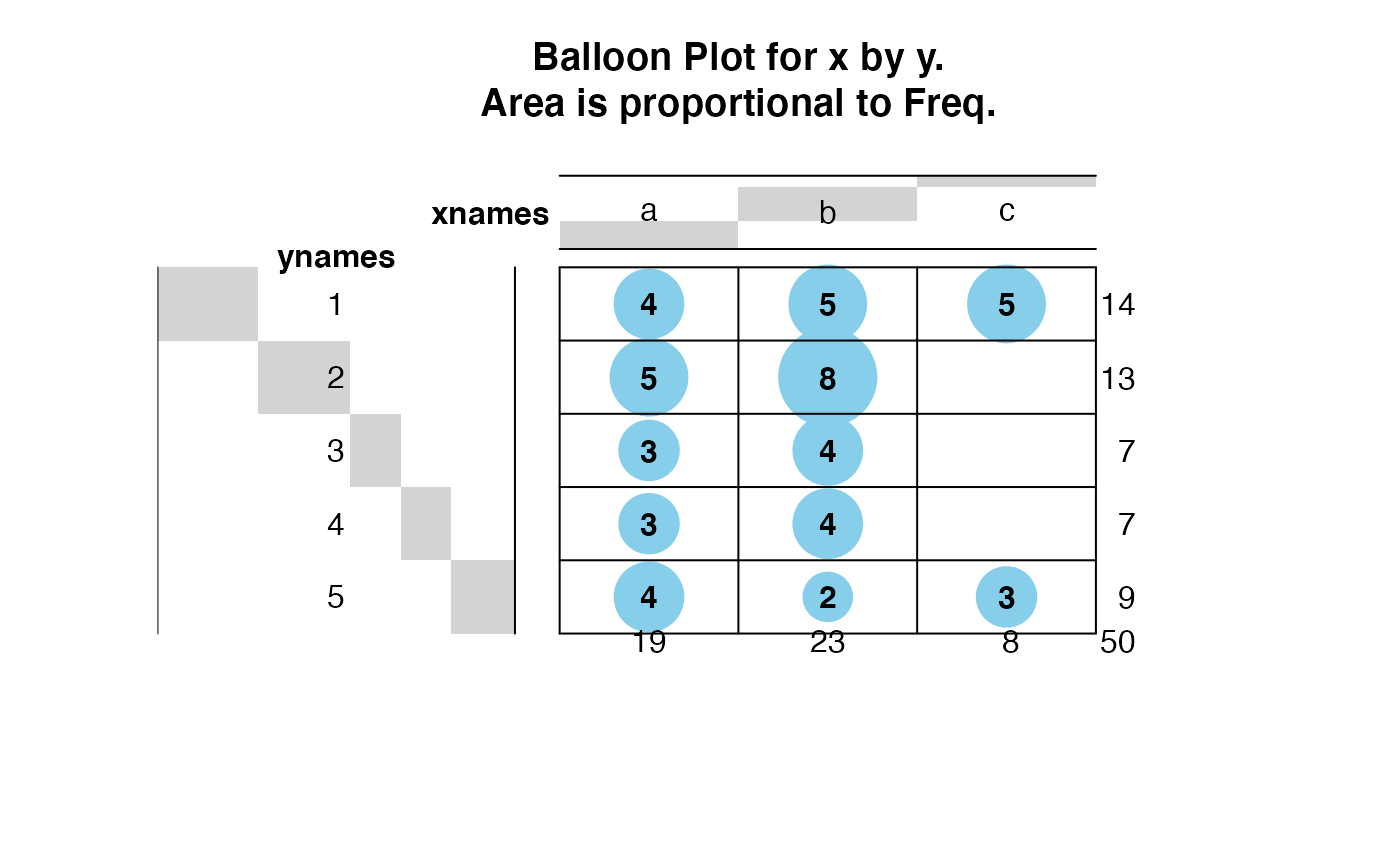 Balloon Plot for x by y.
Area is proportional to Freq.
xnames a b c
ynames
1 4 5 5 14
2 5 8 13
3 3 4 7
4 3 4 7
5 4 2 3 9
19 23 8 50